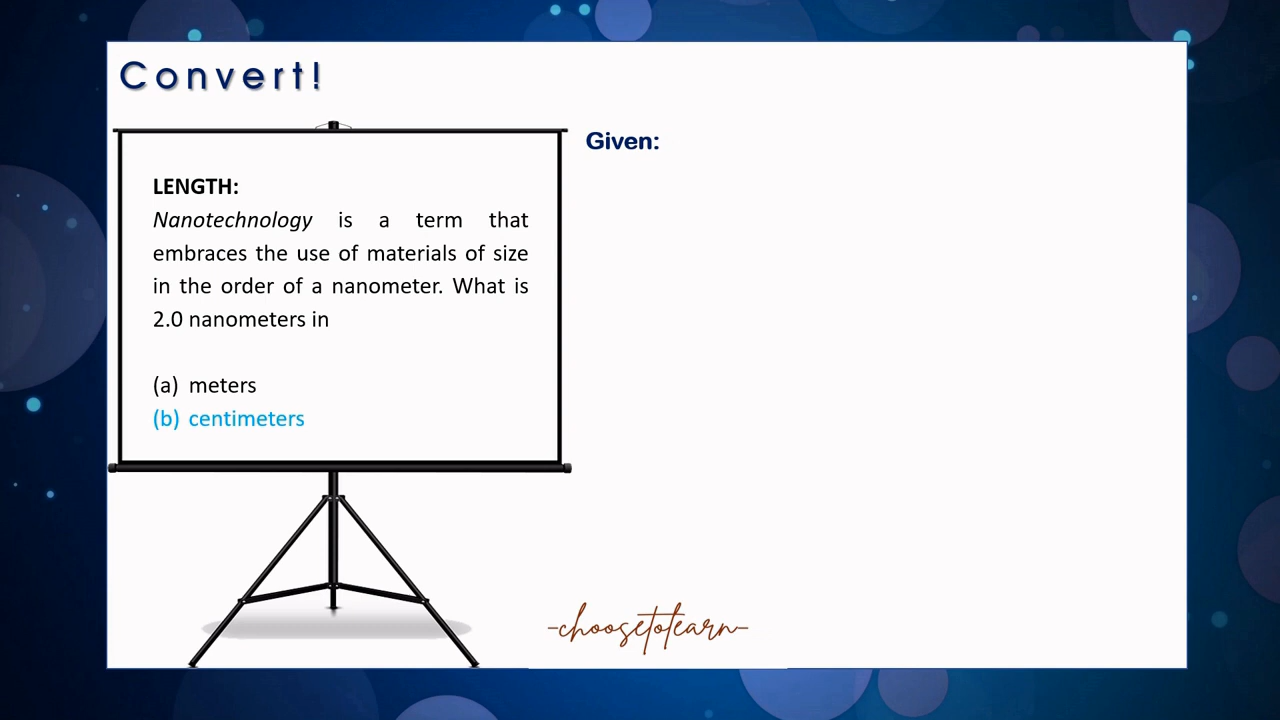 Convert!
Given:
LENGTH:
Nanotechnology is a term that
embraces the use of materials of size
in the order of a nanometer. What is
2.0 nanometers in
(a) meters
(b) centimeters
-choosetolearn-